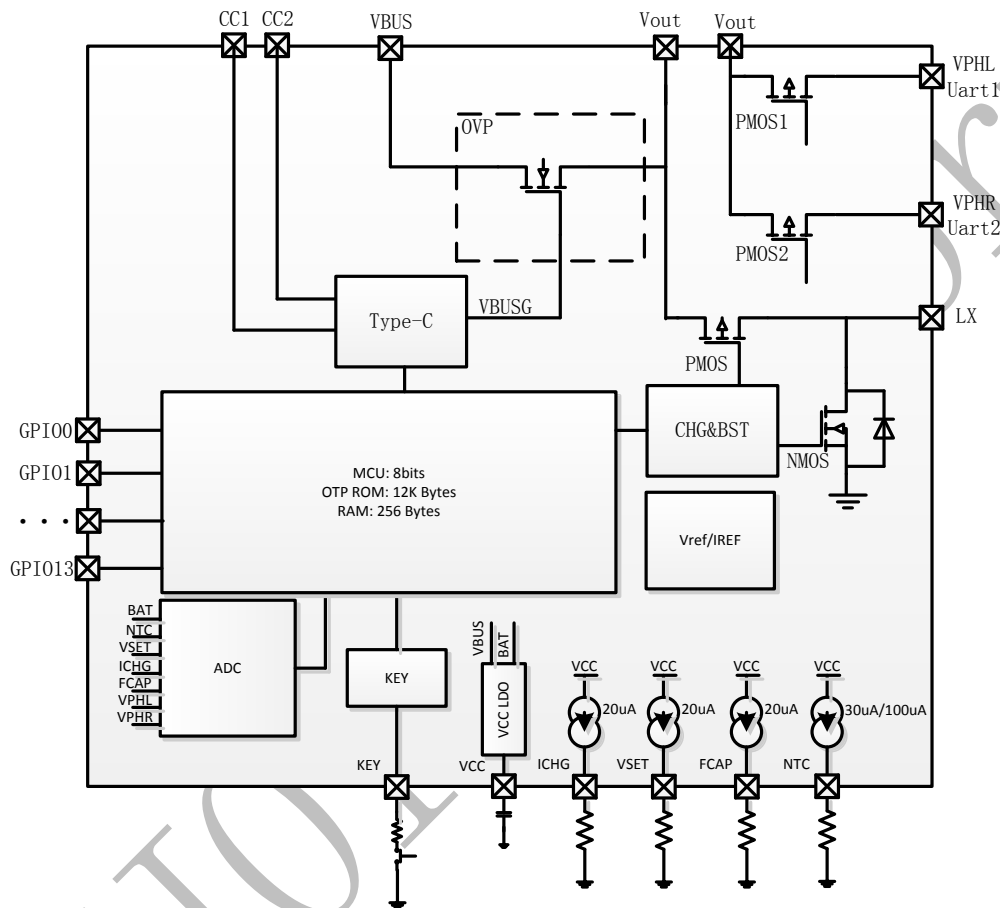 CC1 CC2 VBUS Vout Vout
VPHL
Uart1
OVP
PMOS1
VPHR
Uart2
PMOS2
Type-C
VBUSG
LX
PMOS
CHG&BST
NMOS
GPIO0
GPIO1
...
GPIO13
MCU: 8bits
OTP ROM: 12K Bytes
RAM: 256 Bytes
Vref/IREF
BAT
NTC
VSET
ICHG
FCAP
VPHL
VPHR
ADC
KEY
VBUS
BAT
VCC LDO
VCC VCC VCC VCC
20uA 20uA 20uA 30uA/100uA
KEY VCC ICHG VSET FCAP NTC